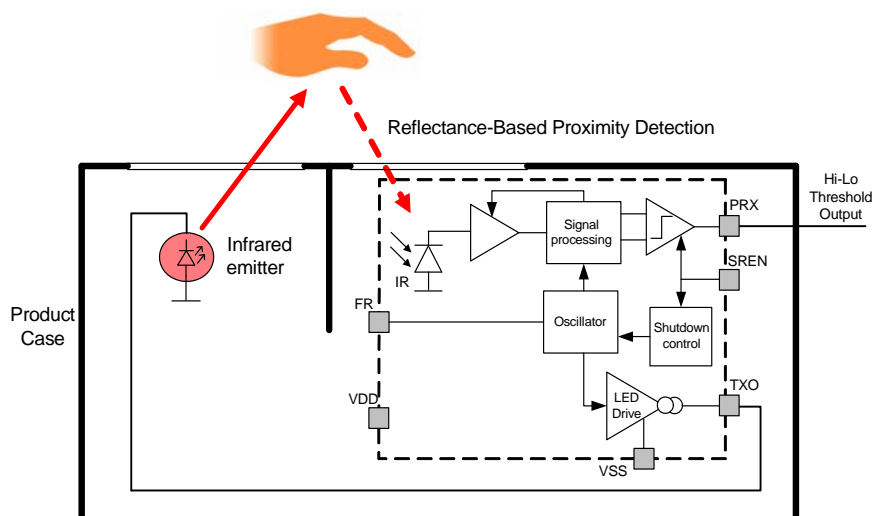 Reflectance-Based Proximity Detection
Hi-Lo
Threshold
Output
PRX
Signal
processing
Infrared
emitter
IR
SREN
FR
Product
Case
Oscillator
Shutdown
control
VDD
TXO
LED
Drive
VSS